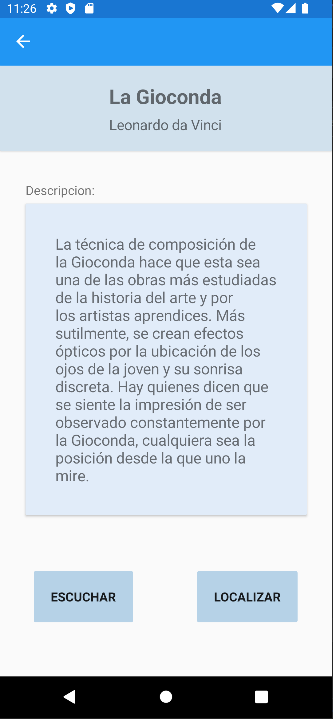 11:26
La Gioconda
Leonardo da Vinci
Descripcion:
La técnica de composición de
la Gioconda hace que esta sea
una de las obras más estudiadas
de la historia del arte y por
los artistas aprendices. Más
sutilmente, se crean efectos
ópticos por la ubicación de los
ojos de la joven y su sonrisa
discreta. Hay quienes dicen que
se siente la impresión de ser
observado constantemente por
la Gioconda, cualquiera sea la
posición desde la que uno la
mire.
ESCUCHAR
LOCALIZAR